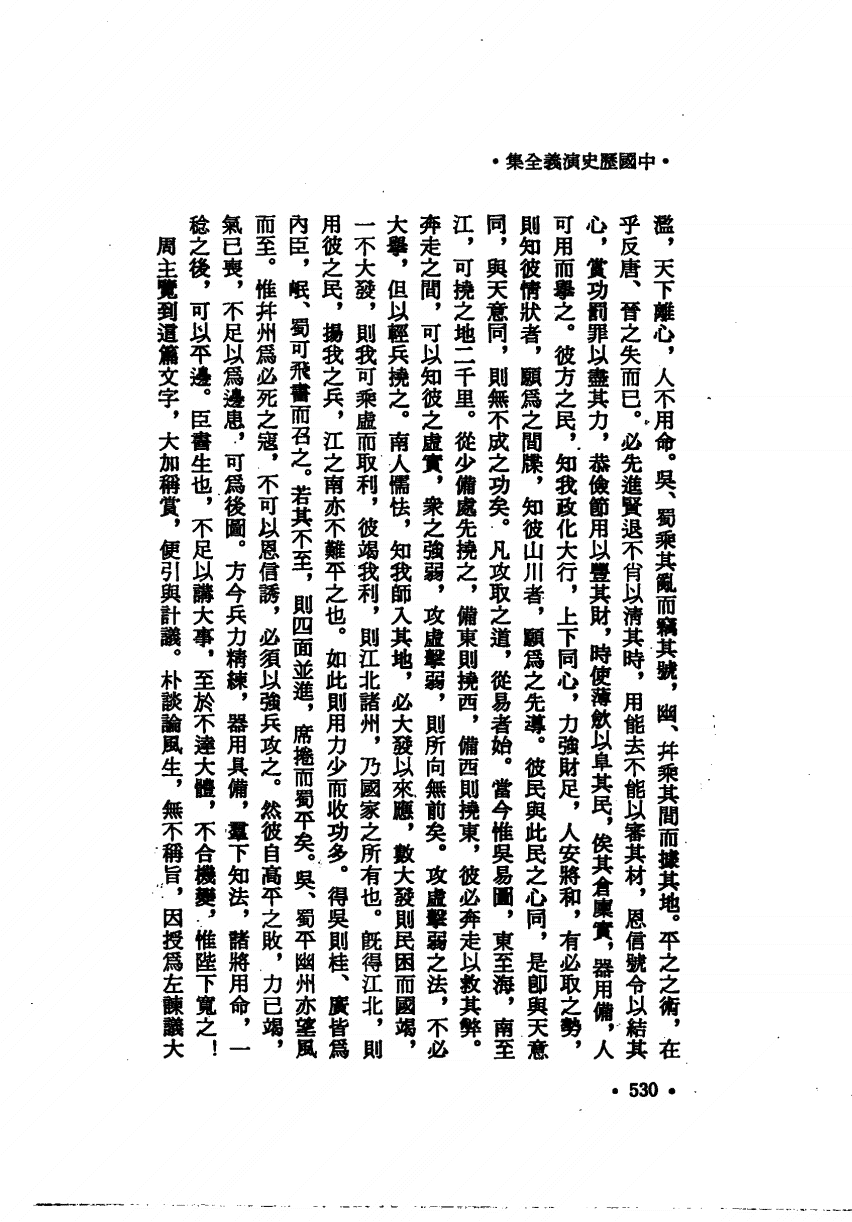 •中國歷史演義全集•
濫，天下離心，人不用命。吳、蜀乘其亂而竊其號，幽、幷乘其間而據其地。平之之術，在
乎反唐、晉之失而已。必先進賢退不肖以清其時，用能去不能以審其材，恩信號令以結其
心，賞功罰罪以盡其力，恭儉節用以豐其財，時使薄斂以阜其民，俟其倉廩實，器用備，人
可用而舉之。彼方之民，知我政化大行，上下同心，力強財足，人安將和，有必取之勢，
則知彼情狀者，願爲之間牒，知彼山川者，願爲之先導。彼民與此民之心同，是卽與天意
同，與天意同，則無不成之功矣。凡攻取之道，從易者始。當今惟吳易圖，東至海，南至
江，可撓之地二千里。從少備處先撓之，備東則撓西，備西則撓東，彼必奔走以救其弊。
奔走之間，可以知彼之虛實，衆之強弱，攻虛擊弱，則所向無前矣。攻虛擊弱之法，不必
大舉，但以輕兵撓之。南人懦怯，知我師入其地，必大發以來應，數大發則民困而國竭，
一不大發，則我可乘虛而取利，彼竭我利，則江北諸州，乃國家之所有也。旣得江北，則
用彼之民，揚我之兵，江之南亦不難平之也。如此則用力少而收功多。得吳則桂、廣皆爲
內臣，岷、蜀可飛書而召之。若其不至，則四面並進，席捲而蜀平矣。吳、蜀平幽州亦望風
而至。惟幷州爲必死之寇，不可以恩信誘，必須以強兵攻之。然彼自高平之敗，力已竭，
氣已喪，不足以爲邊患，可爲後圖。方今兵力精練，器用具備，羣下知法，諸將用命，一
稔之後，可以平邊。臣書生也，不足以講大事，至於不達大體，不合機變，惟陛下寬之！
周主覽到這篇文字，大加稱賞，便引與計議。朴談論風生，無不稱旨，因授爲左諫議大
•530•